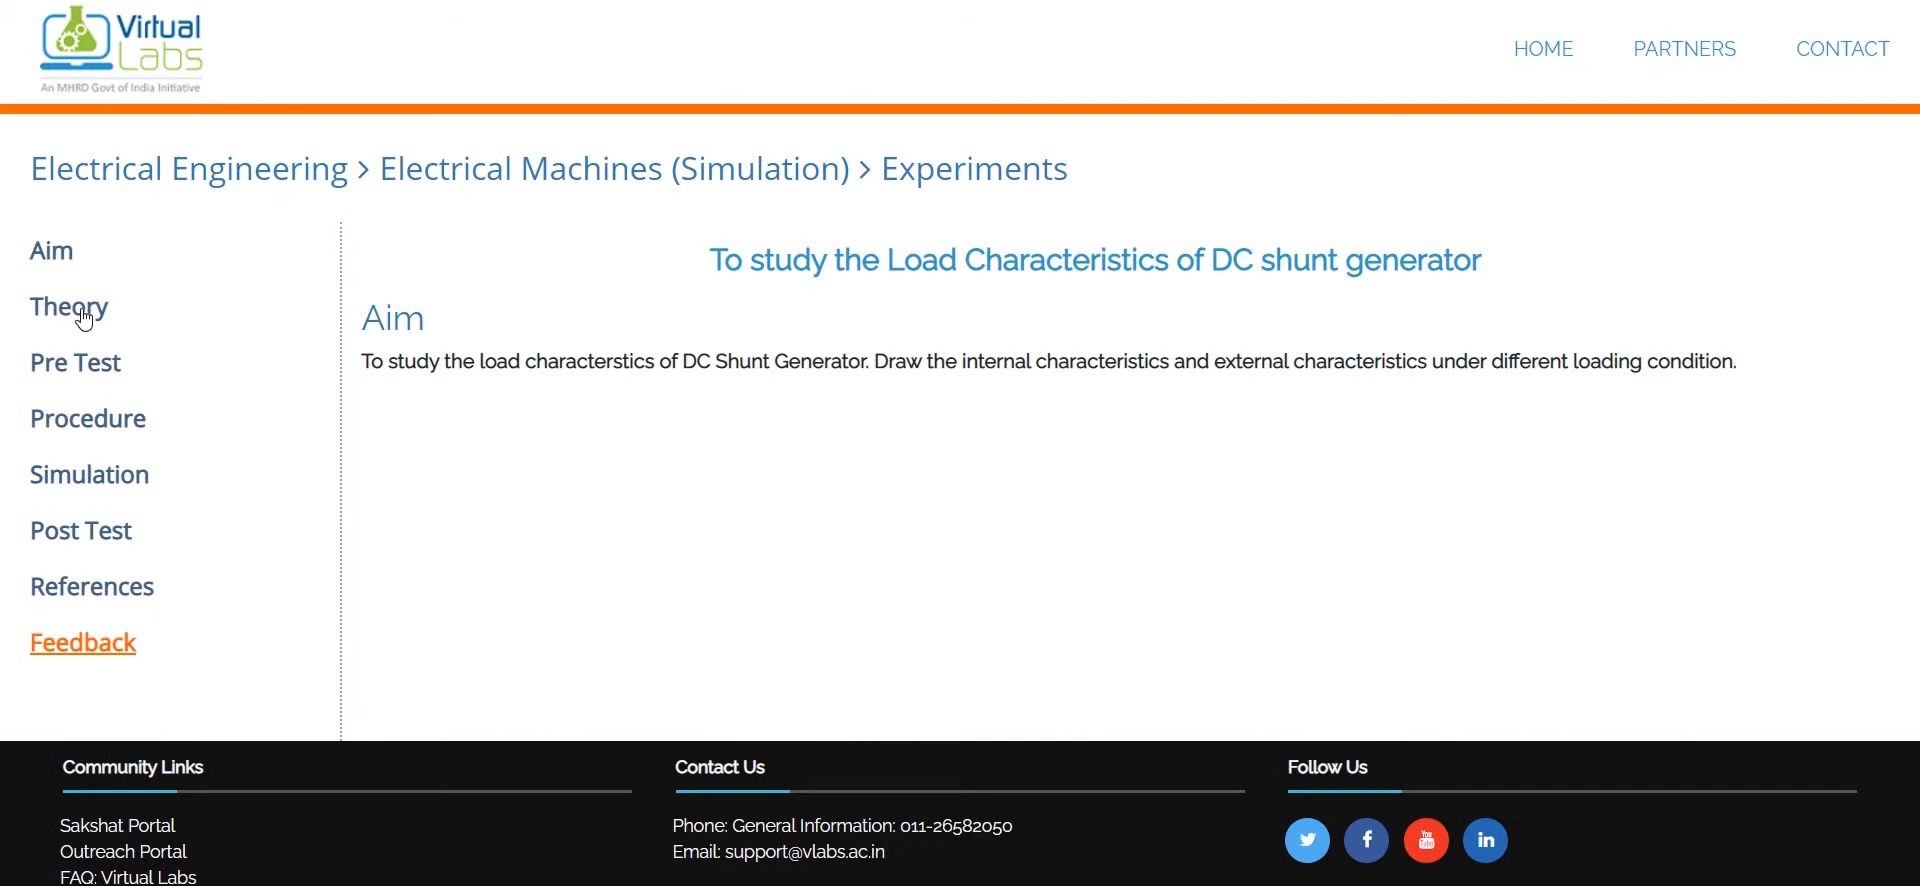 Virtual
Labs
An MHRD Govt of India Initiative
HOME PARTNERS CONTACT
Electrical Engineering > Electrical Machines (Simulation) > Experiments
Aim
Theory
Pre Test
Procedure
Simulation
Post Test
References
Feedback
To study the Load Characteristics of DC shunt generator
Aim
To study the load characterstics of DC Shunt Generator. Draw the internal characteristics and external characteristics under different loading condition.
Community Links
Sakshat Portal
Outreach Portal
FAQ: Virtual Labs
Contact Us
Phone: General Information: 011-26582050
Email: support@vlabs.ac.in
Follow Us
You
Tube
in